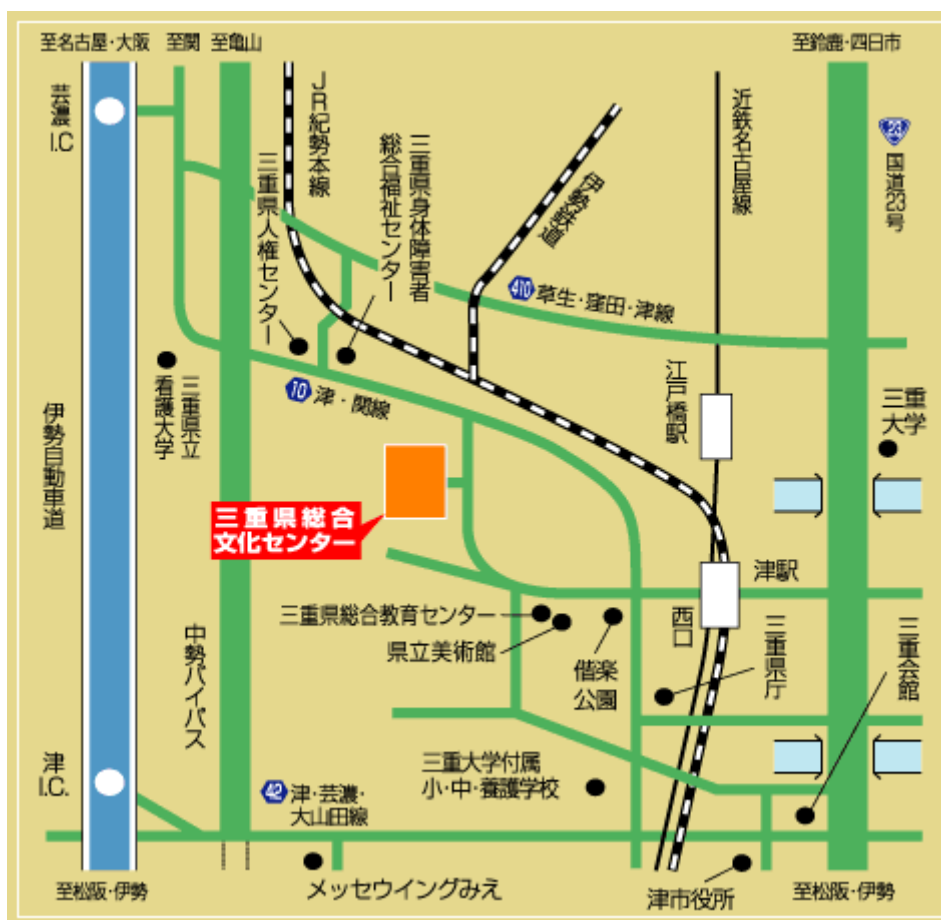 至名古屋・大阪
至関
至亀山
至鈴鹿・四日市
芸濃
I.C
JR紀勢本線
三重県人権センター
三重県身体障害者
総合福祉センター
伊勢鉄道
近鉄名古屋線
23
国道23号
410
草生・窪田・津線
三重県立
看護大学
10
津・関線
江戸橋駅
三重
大学
伊勢自動車道
三重県総合
文化センター
津駅
西口
三重県総合教育センター
県立美術館
偕楽
公園
三重県庁
三重会館
中勢バイパス
津
I.C.
42
津・芸濃・
大山田線
三重大学付属
小・中・養護学校
至松阪・伊勢
メッセウイングみえ
津市役所
至松阪・伊勢